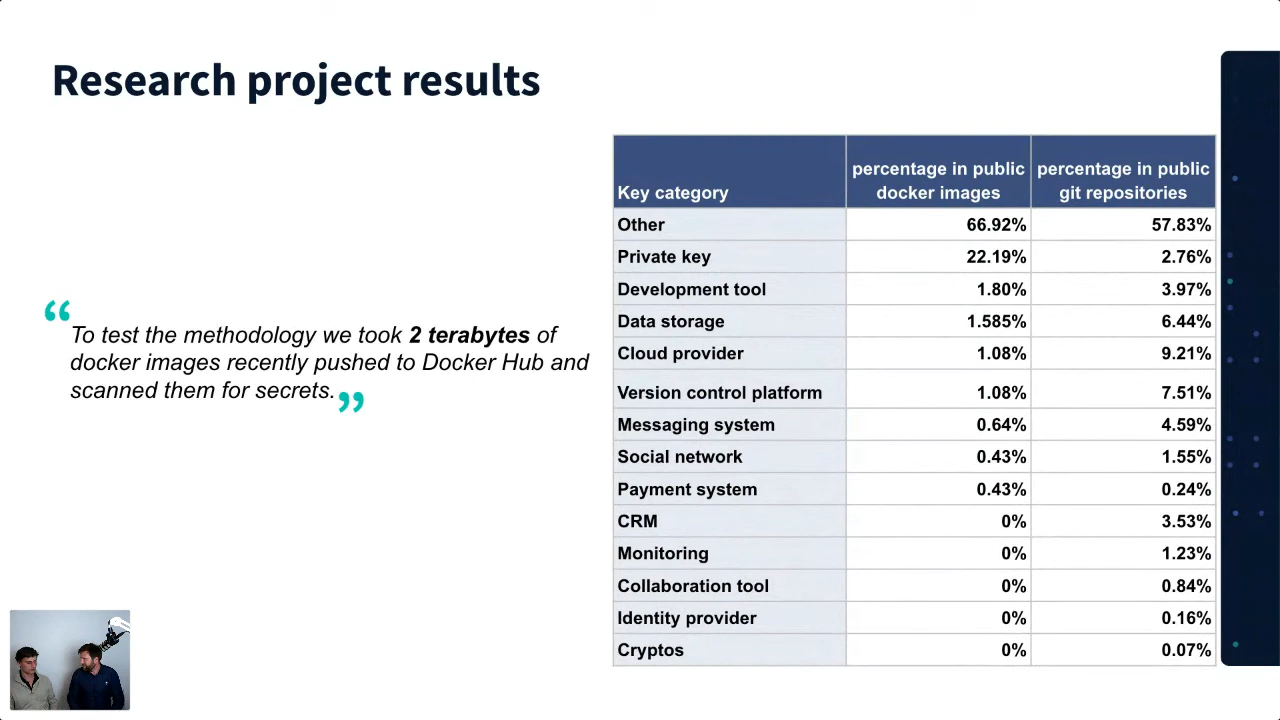 Research project results
“To test the methodology we took 2 terabytes of
docker images recently pushed to Docker Hub and
scanned them for secrets.”
Key category percentage in public docker images percentage in public git repositories
Other 66.92% 57.83%
Private key 22.19% 2.76%
Development tool 1.80% 3.97%
Data storage 1.585% 6.44%
Cloud provider 1.08% 9.21%
Version control platform 1.08% 7.51%
Messaging system 0.64% 4.59%
Social network 0.43% 1.55%
Payment system 0.43% 0.24%
CRM 0% 3.53%
Monitoring 0% 1.23%
Collaboration tool 0% 0.84%
Identity provider 0% 0.16%
Cryptos 0% 0.07%